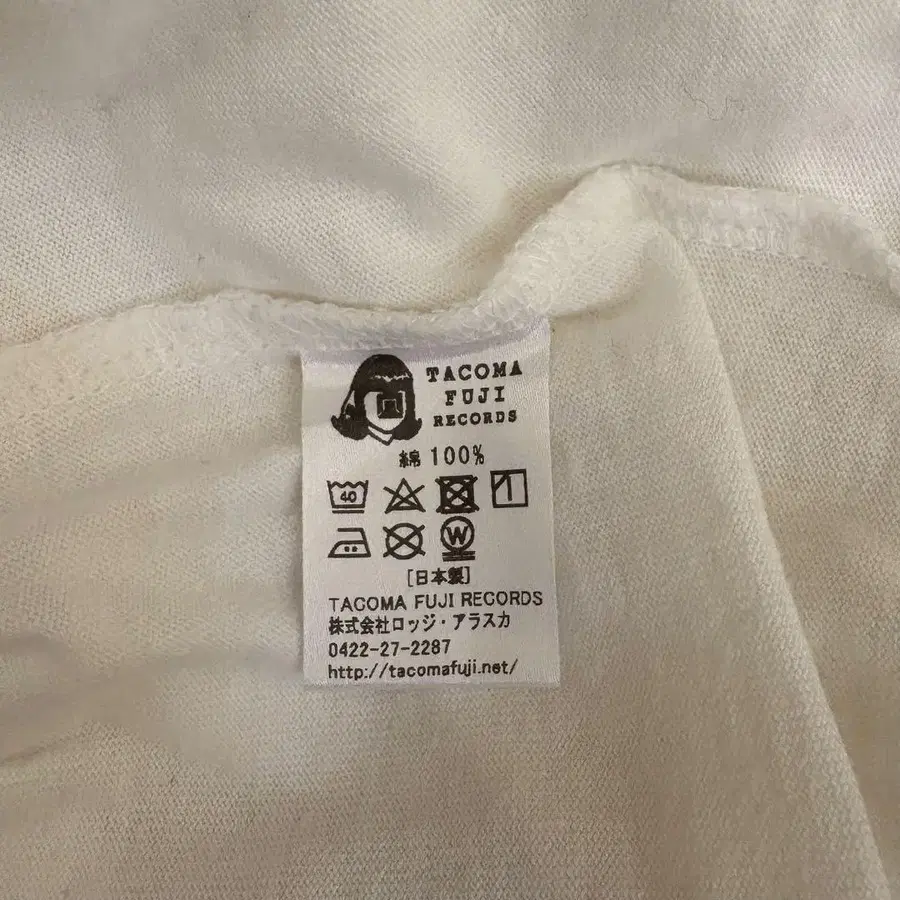 TACOMA
FUJI
RECORDS
綿 100%
40
W
[日本製]
TACOMA FUJI RECORDS
株式会社ロッジ・アラスカ
0422-27-2287
http://tacomafuji.net/